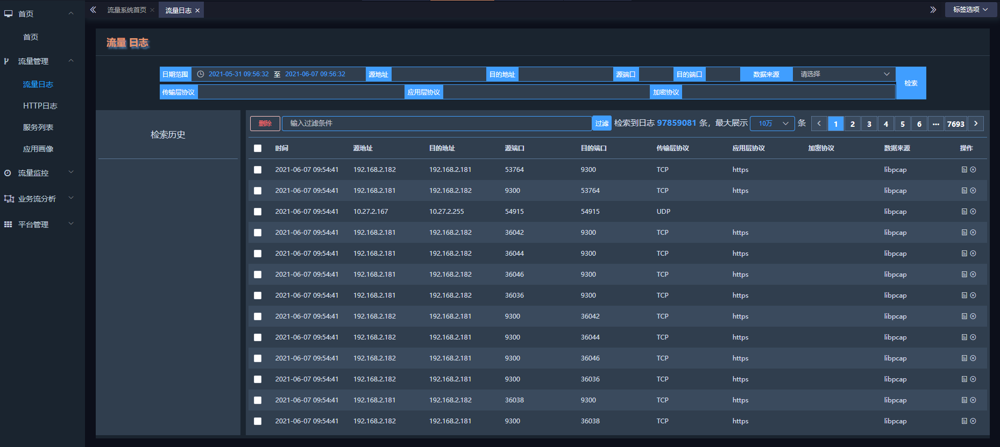 首页
首页
流量管理
流量日志
HTTP日志
服务列表
应用画像
流量监控
业务流分析
平台管理
流量系统首页
流量日志
标签选项
流量 日志
日期范围 2021-05-31 09:56:32 至 2021-06-07 09:56:32 源地址 目的地址 源端口 目的端口 数据来源 请选择
检索
传输层协议 应用层协议 加密协议
检索历史
删除 输入过滤条件 过滤 检索到日志 97859081 条，最大展示 10万 条 1 2 3 4 5 6 ••• 7693
时间 源地址 目的地址 源端口 目的端口 传输层协议 应用层协议 加密协议 数据来源 操作
2021-06-07 09:54:41 192.168.2.182 192.168.2.181 53764 9300 TCP https libpcap
2021-06-07 09:54:41 192.168.2.181 192.168.2.182 9300 53764 TCP https libpcap
2021-06-07 09:54:41 10.27.2.167 10.27.2.255 54915 54915 UDP libpcap
2021-06-07 09:54:41 192.168.2.181 192.168.2.182 36042 9300 TCP https libpcap
2021-06-07 09:54:41 192.168.2.181 192.168.2.182 36044 9300 TCP https libpcap
2021-06-07 09:54:41 192.168.2.181 192.168.2.182 36046 9300 TCP https libpcap
2021-06-07 09:54:41 192.168.2.181 192.168.2.182 36036 9300 TCP https libpcap
2021-06-07 09:54:41 192.168.2.182 192.168.2.181 9300 36042 TCP https libpcap
2021-06-07 09:54:41 192.168.2.182 192.168.2.181 9300 36044 TCP https libpcap
2021-06-07 09:54:41 192.168.2.182 192.168.2.181 9300 36046 TCP https libpcap
2021-06-07 09:54:41 192.168.2.182 192.168.2.181 9300 36036 TCP https libpcap
2021-06-07 09:54:41 192.168.2.181 192.168.2.182 36038 9300 TCP https libpcap
2021-06-07 09:54:41 192.168.2.182 192.168.2.181 9300 36038 TCP https libpcap